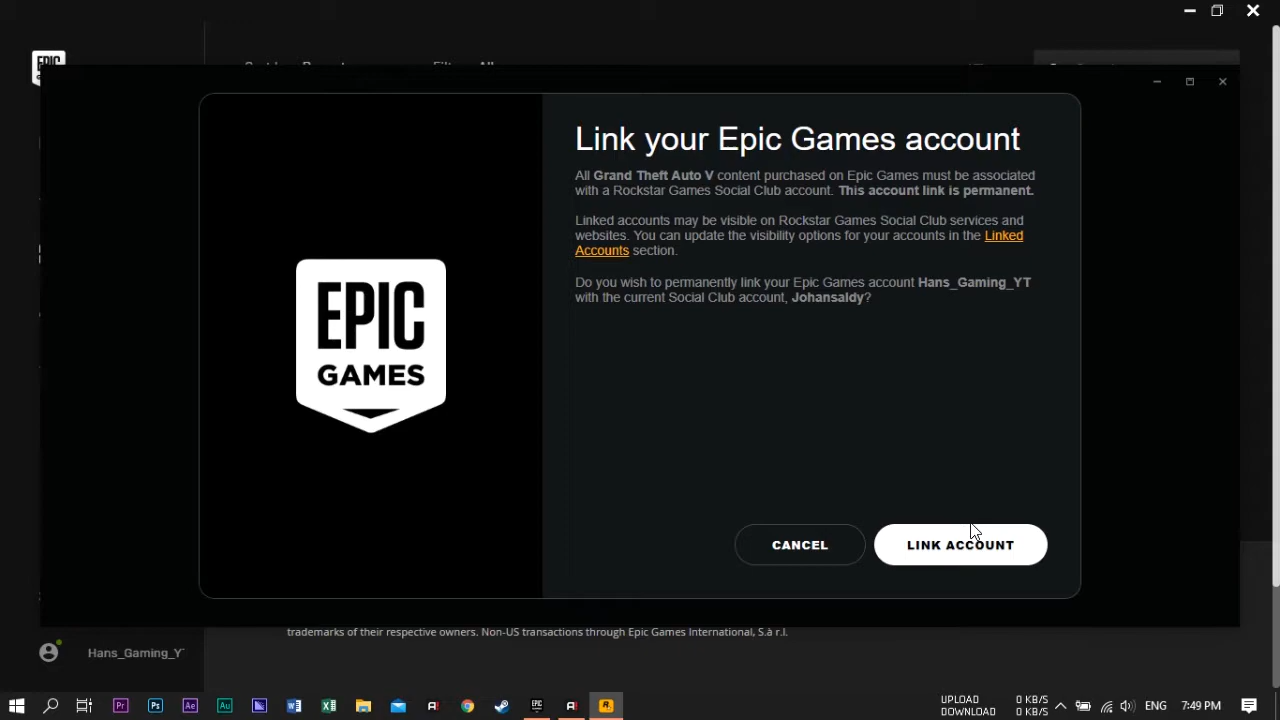 EPIC
Link your Epic Games account
All Grand Theft Auto V content purchased on Epic Games must be associated
with a Rockstar Games Social Club account. This account link is permanent.
Linked accounts may be visible on Rockstar Games Social Club services and
websites. You can update the visibility options for your accounts in the Linked
Accounts section.
Do you wish to permanently link your Epic Games account Hans_Gaming_YT
with the current Social Club account, Johansaldy?
EPIC
GAMES
CANCEL
LINK ACCOUNT
trademarks of their respective owners. Non-US transactions through Epic Games International, S.à r.l.
Hans_Gaming_Y
Pr
Ps
Ae
Au
UPLOAD 0 KB/S
DOWNLOAD 0 KB/S
ENG
7:49 PM